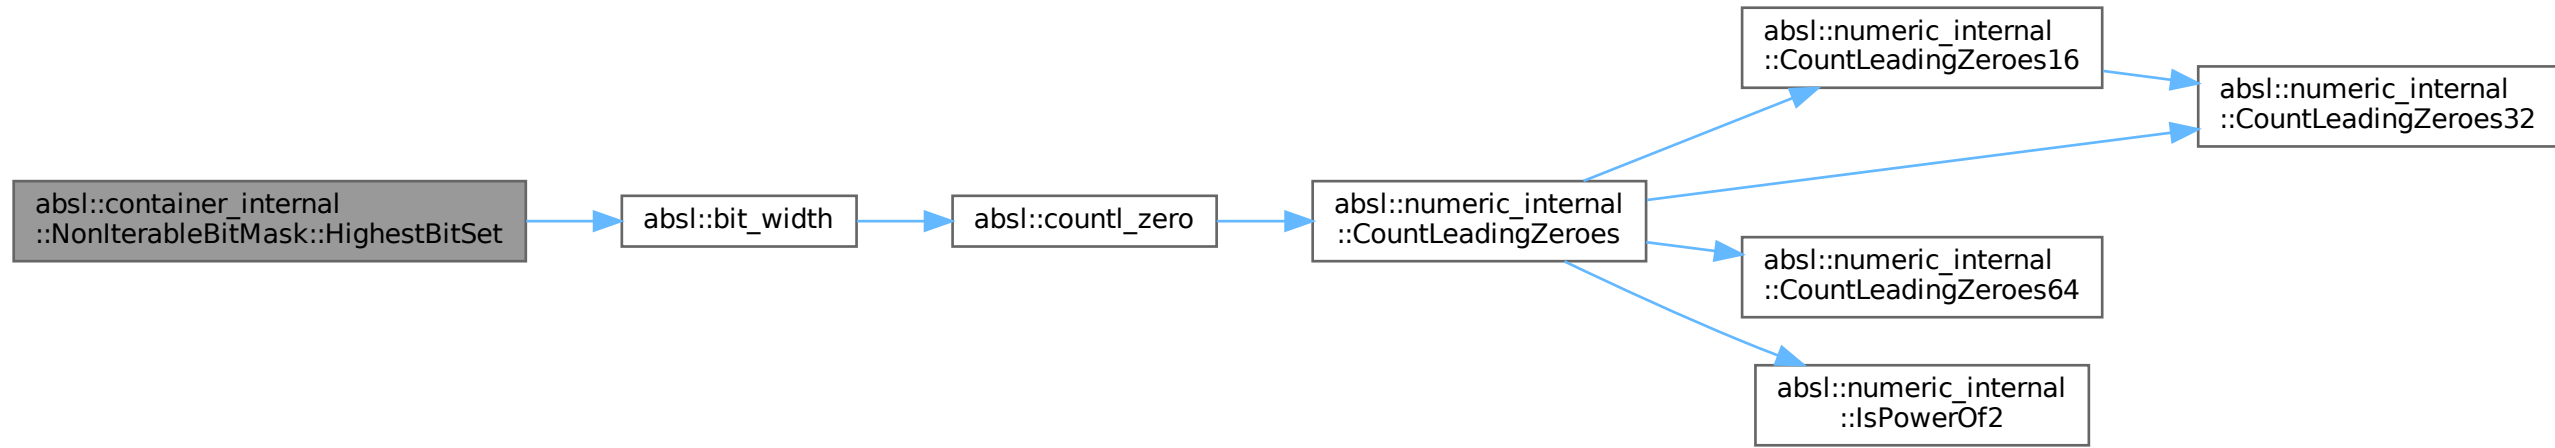 absl::container_internal
::NonIterableBitMask::HighestBitSet
absl::bit_width
absl::countl_zero
absl::numeric_internal
::CountLeadingZeroes
absl::numeric_internal
::CountLeadingZeroes16
absl::numeric_internal
::CountLeadingZeroes32
absl::numeric_internal
::CountLeadingZeroes64
absl::numeric_internal
::IsPowerOf2